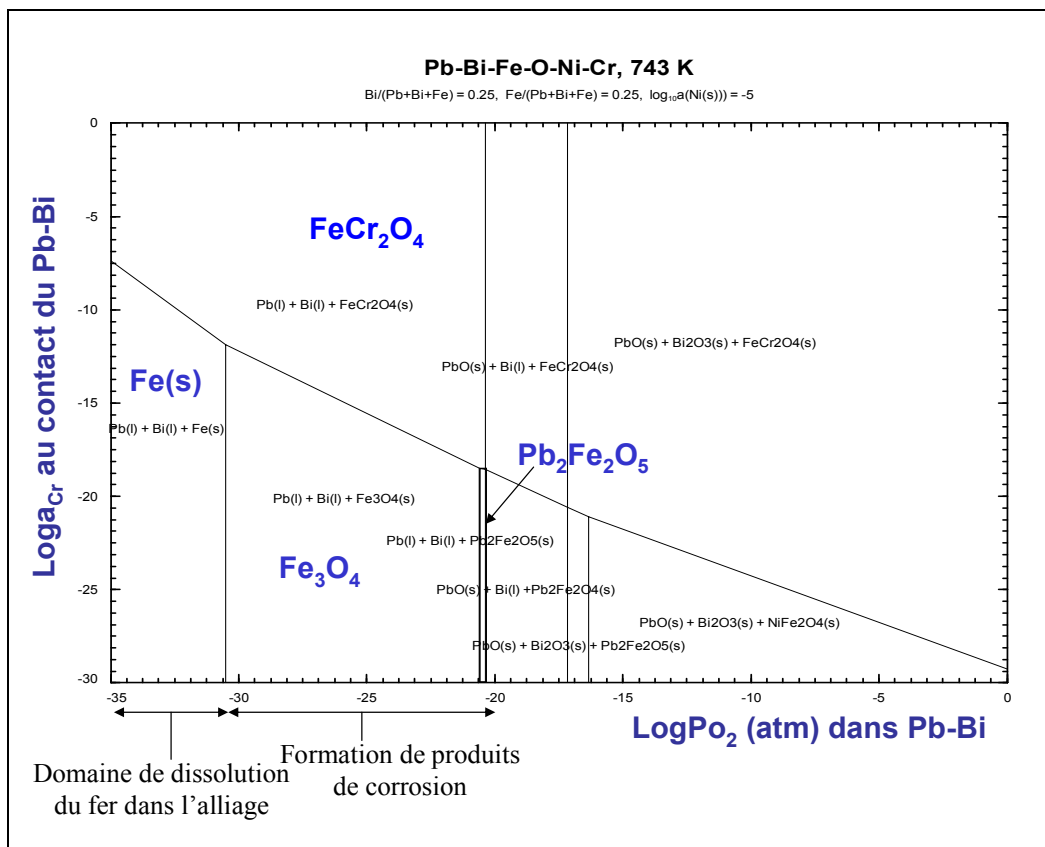 Pb-Bi-Fe-O-Ni-Cr, 743 K
Bi/(Pb+Bi+Fe) = 0.25, Fe/(Pb+Bi+Fe) = 0.25, log₁₀a(Ni(s))) = -5
Loga_Cr au contact du Pb-Bi
0
-5
-10
-15
-20
-25
-30
FeCr₂O₄
Pb(l) + Bi(l) + FeCr2O4(s)
PbO(s) + Bi2O3(s) + FeCr2O4(s)
PbO(s) + Bi(l) + FeCr2O4(s)
Fe(s)
Pb(l) + Bi(l) + Fe(s)
Pb₂Fe₂O₅
Pb(l) + Bi(l) + Fe3O4(s)
Pb(l) + Bi(l) + Pb2Fe2O5(s)
Fe₃O₄
PbO(s) + Bi(l) +Pb2Fe2O4(s)
PbO(s) + Bi2O3(s) + NiFe2O4(s)
PbO(s) + Bi2O3(s) + Pb2Fe2O5(s)
-35 -30 -25 -20 -15 -10 -5 0
LogPo₂ (atm) dans Pb-Bi
Domaine de dissolution
du fer dans l’alliage
Formation de produits
de corrosion